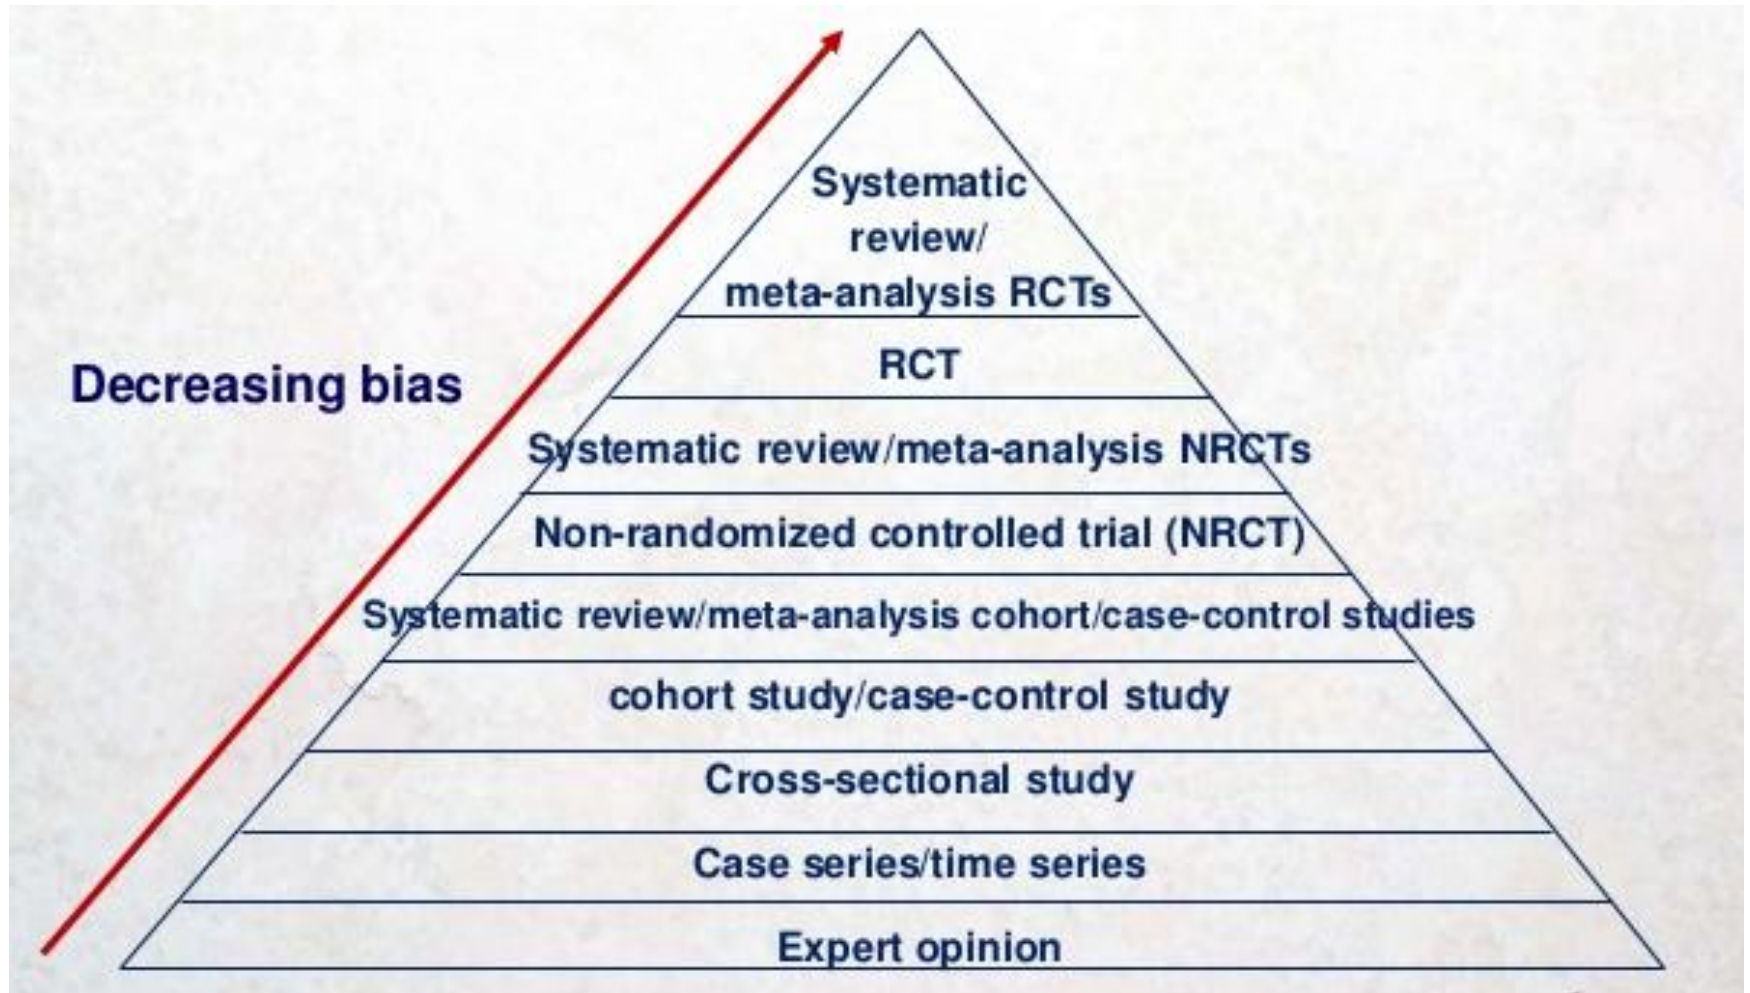 Systematic
review/
meta-analysis RCTs
RCT
Decreasing bias
Systematic review/meta-analysis NRCTs
Non-randomized controlled trial (NRCT)
Systematic review/meta-analysis cohort/case-control studies
cohort study/case-control study
Cross-sectional study
Case series/time series
Expert opinion